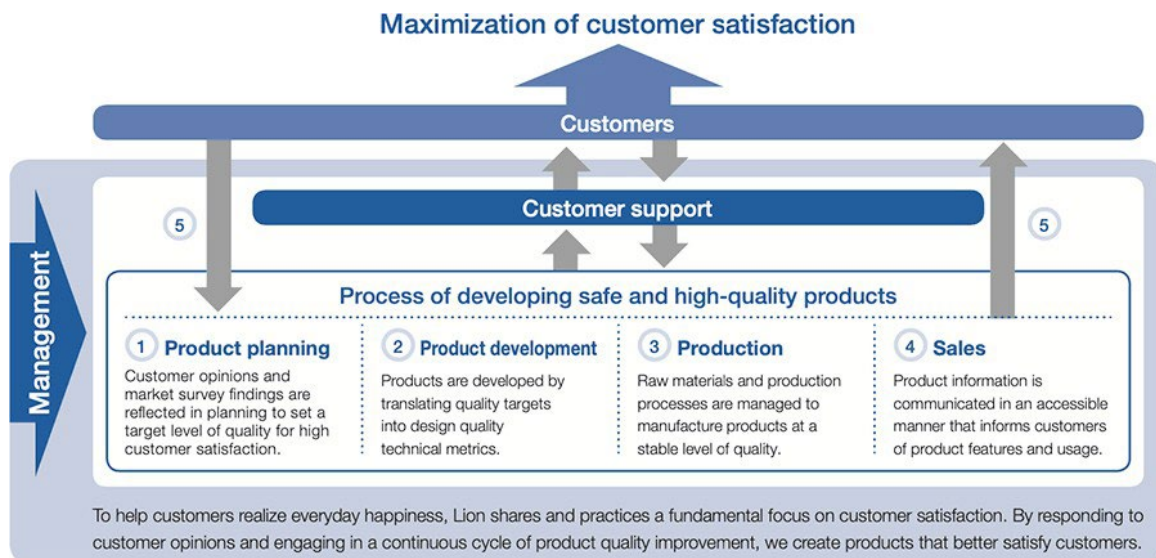 Maximization of customer satisfaction
Customers
5
Customer support
5
Management
Process of developing safe and high-quality products
1 Product planning
Customer opinions and
market survey findings are
reflected in planning to set a
target level of quality for high
customer satisfaction.
2 Product development
Products are developed by
translating quality targets
into design quality
technical metrics.
3 Production
Raw materials and production
processes are managed to
manufacture products at a
stable level of quality.
4 Sales
Product information is
communicated in an accessible
manner that informs customers
of product features and usage.
To help customers realize everyday happiness, Lion shares and practices a fundamental focus on customer satisfaction. By responding to
customer opinions and engaging in a continuous cycle of product quality improvement, we create products that better satisfy customers.